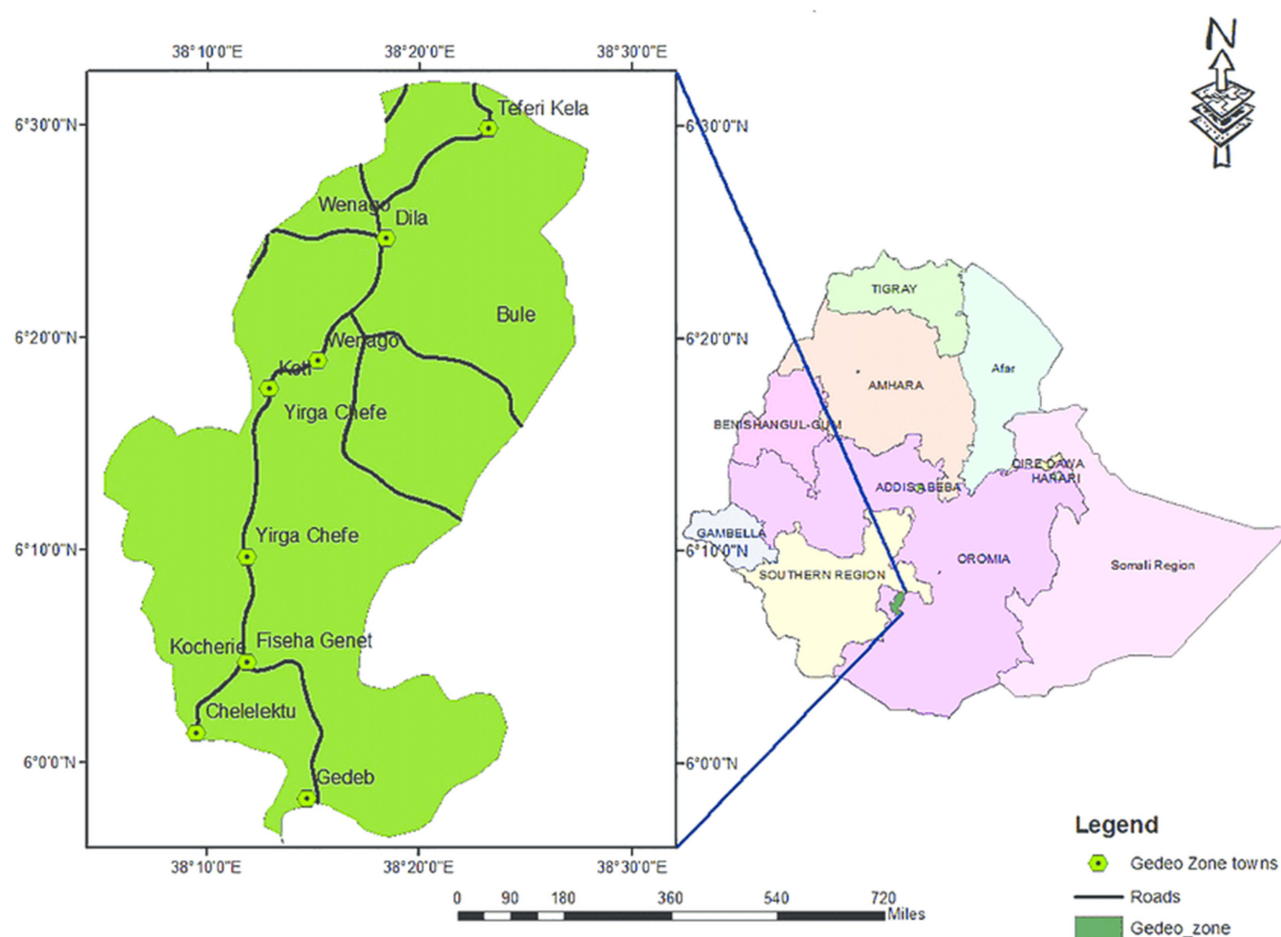 N
38°10'0"E
38°20'0"E
38°30'0"E
6°30'0"N
6°30'0"N
Teferi Kela
Wenago
Dila
Bule
6°20'0"N
6°20'0"N
Wenago
Koti
Yirga Chefe
TIGRAY
Afar
AMHARA
BENISHANGUL-GUM
DIRE DAWA
HARARI
ADDIS ABEBA
GAMBELLA
6°10'0"N
6°10'0"N
Yirga Chefe
OROMIA
Somali Region
SOUTHERN REGION
Kocherie
Fiseha Genet
Chelelektu
6°0'0"N
6°0'0"N
Gedeb
38°10'0"E
38°20'0"E
38°30'0"E
0 90 180 360 540 720
Miles
Legend
Gedeo Zone towns
Roads
Gedeo_zone